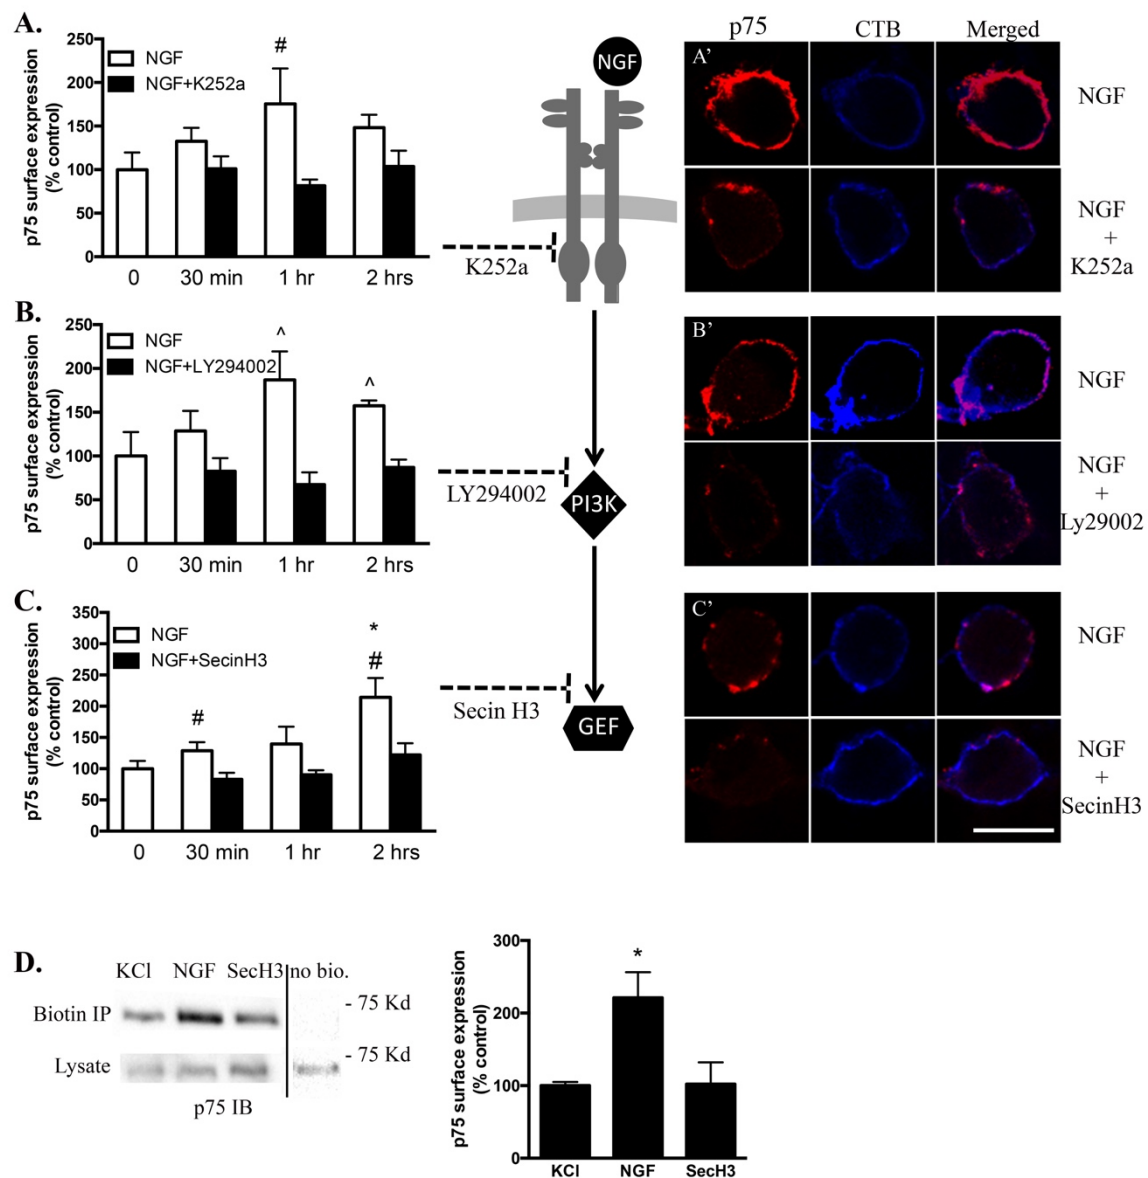 A.
p75 surface expression
(% control)
250
200
150
100
50
0
NGF
NGF+K252a
#
0 30 min 1 hr 2 hrs
B.
p75 surface expression
(% control)
250
200
150
100
50
0
NGF
NGF+LY294002
^
^
0 30 min 1 hr 2 hrs
C.
p75 surface expression
(% control)
350
300
250
200
150
100
50
0
NGF
NGF+SecinH3
#
*
#
0 30 min 1 hr 2 hrs
NGF
K252a
LY294002
PI3K
Secin H3
GEF
p75 CTB Merged
A'
NGF
NGF
+
K252a
B'
NGF
NGF
+
Ly29002
C'
NGF
NGF
+
SecinH3
D.
KCl NGF SecH3 no bio.
Biotin IP
- 75 Kd
Lysate
- 75 Kd
p75 IB
p75 surface expression
(% control)
300
200
100
0
*
KCl NGF SecH3